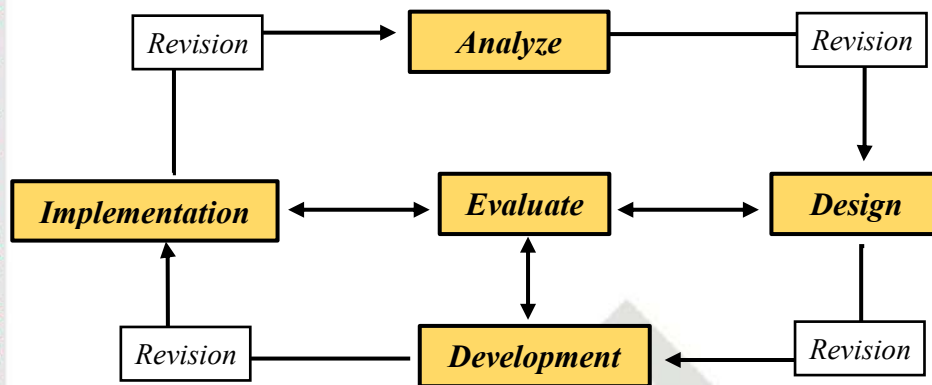 Revision
Analyze
Revision
Implementation
Evaluate
Design
Revision
Development
Revision